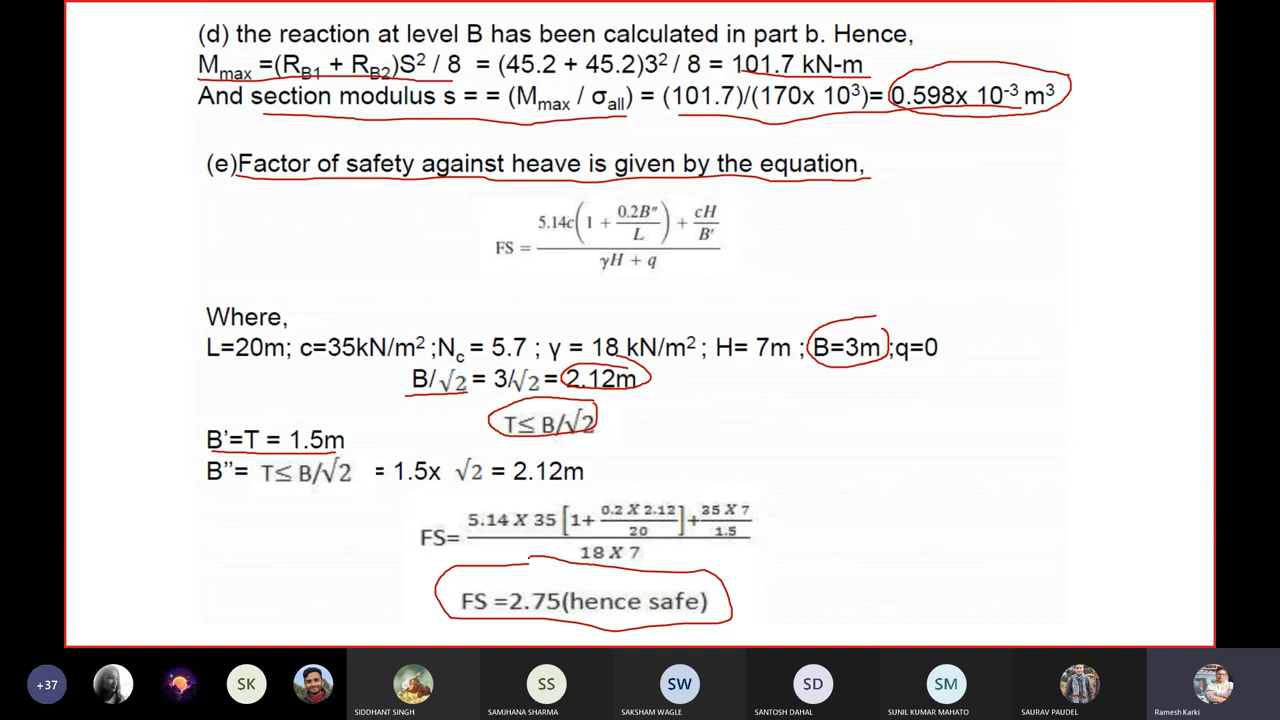 (d) the reaction at level B has been calculated in part b. Hence,
M_max =(R_B1 + R_B2)S² / 8 = (45.2 + 45.2)3² / 8 = 101.7 kN-m
And section modulus s = = (M_max / σ_all) = (101.7)/(170x 10³)= 0.598x 10⁻³ m³
(e)Factor of safety against heave is given by the equation,
FS = (5.14c(1 + 0.2B″/L) + cH/B′) / (γH + q)
Where,
L=20m; c=35kN/m² ;N_c = 5.7 ; γ = 18 kN/m² ; H= 7m ; B=3m ;q=0
B/√2 = 3/√2 = 2.12m
T≤ B/√2
B’=T = 1.5m
B’’= T≤ B/√2 = 1.5x √2 = 2.12m
FS= (5.14 X 35 [1+ (0.2 X 2.12)/20]+ (35 X 7)/1.5) / (18 X 7)
FS =2.75(hence safe)
+37
SK
SS
SW
SD
SM
SIDDHANT SINGH
SAMJHANA SHARMA
SAKSHAM WAGLE
SANTOSH DAHAL
SUNIL KUMAR MAHATO
SAURAV PAUDEL
Ramesh Karki